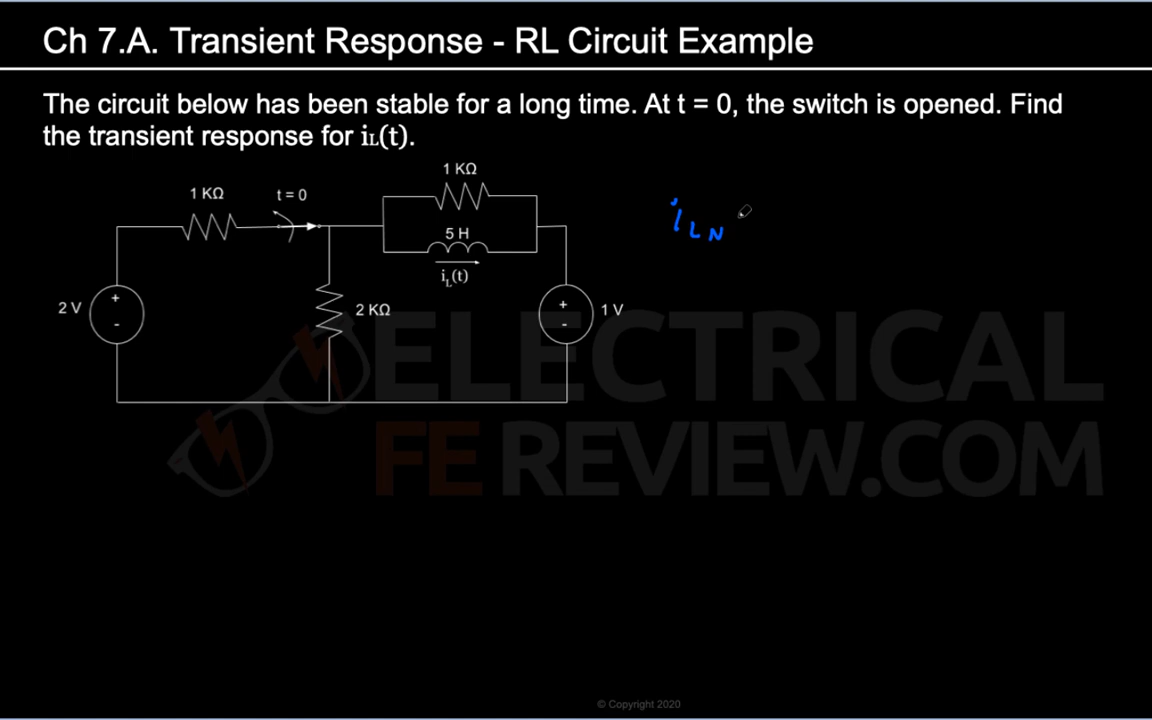 Ch 7.A. Transient Response - RL Circuit Example
The circuit below has been stable for a long time. At t = 0, the switch is opened. Find
the transient response for iL(t).
1 KΩ
1 KΩ
t = 0
5 H
iL(t)
2 V
+
-
2 KΩ
+
-
1 V
iLN
ELECTRICAL
FE REVIEW.COM
© Copyright 2020